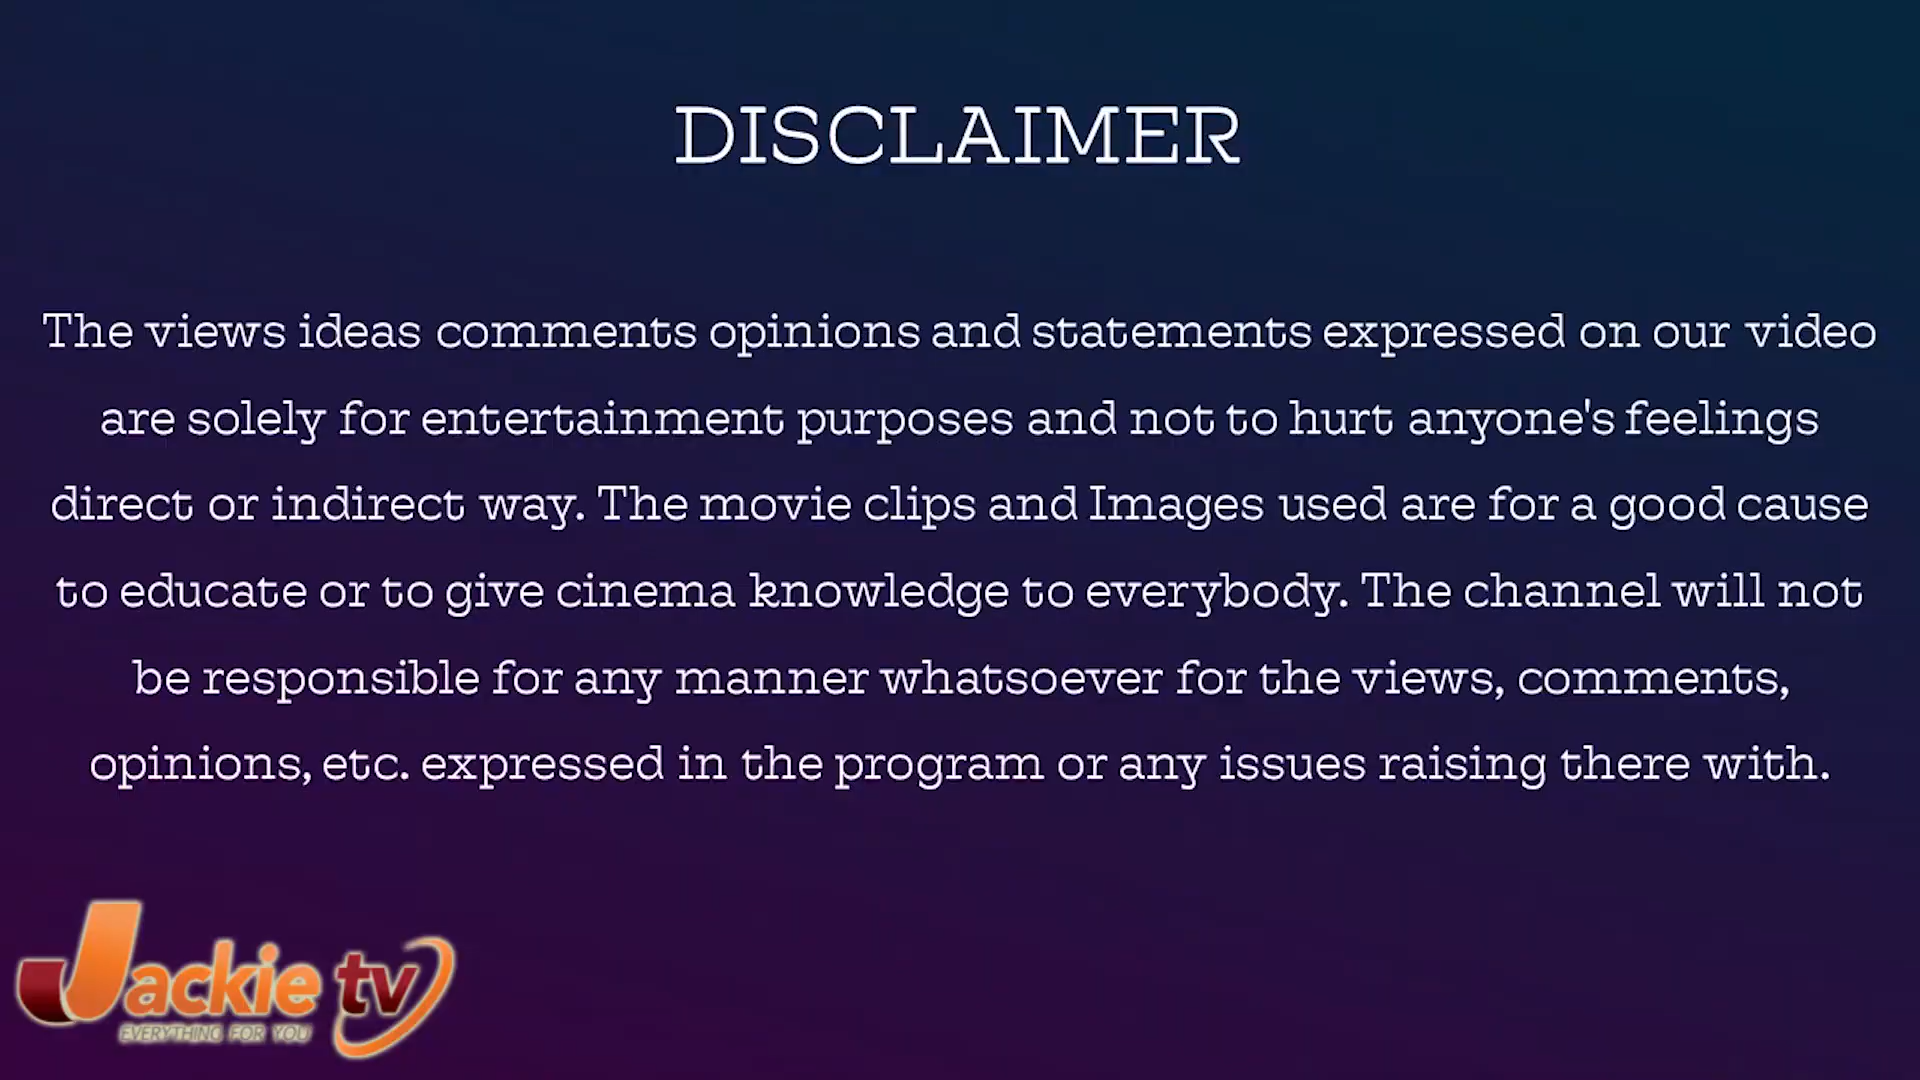 DISCLAIMER
The views ideas comments opinions and statements expressed on our video
are solely for entertainment purposes and not to hurt anyone's feelings
direct or indirect way. The movie clips and Images used are for a good cause
to educate or to give cinema knowledge to everybody. The channel will not
be responsible for any manner whatsoever for the views, comments,
opinions, etc. expressed in the program or any issues raising there with.
Jackie tv
EVERYTHING FOR YOU